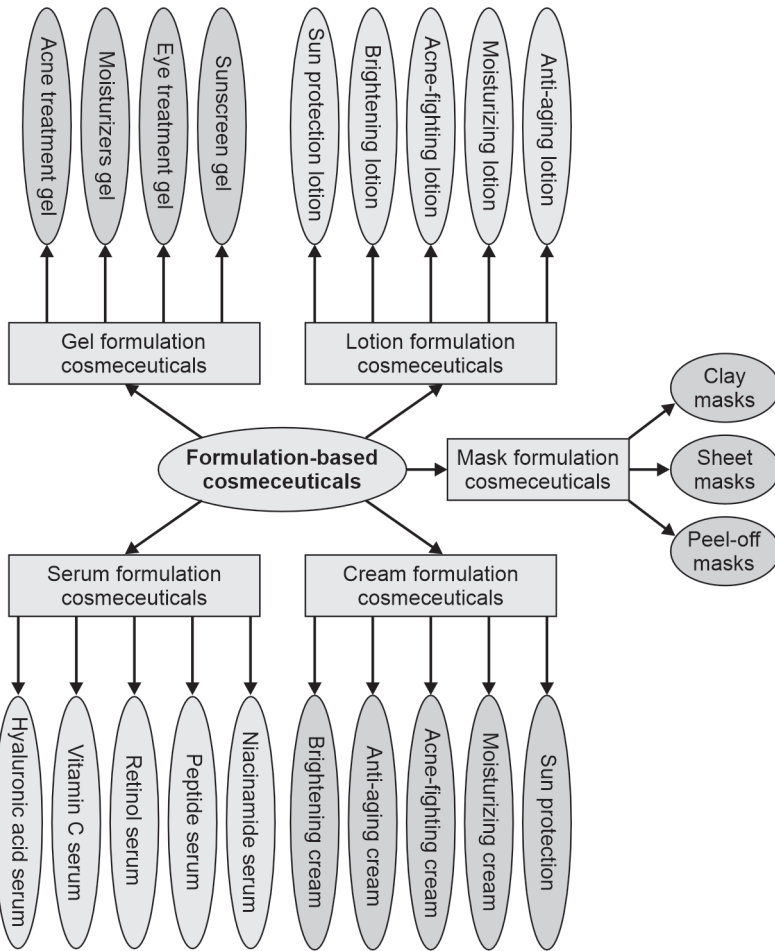 Acne treatment gel
Moisturizers gel
Eye treatment gel
Sunscreen gel
Sun protection lotion
Brightening lotion
Acne-fighting lotion
Moisturizing lotion
Anti-aging lotion
Gel formulation
cosmeceuticals
Lotion formulation
cosmeceuticals
Clay
masks
Formulation-based
cosmeceuticals
Mask formulation
cosmeceuticals
Sheet
masks
Peel-off
masks
Serum formulation
cosmeceuticals
Cream formulation
cosmeceuticals
Hyaluronic acid serum
Vitamin C serum
Retinol serum
Peptide serum
Niacinamide serum
Brightening cream
Anti-aging cream
Acne-fighting cream
Moisturizing cream
Sun protection